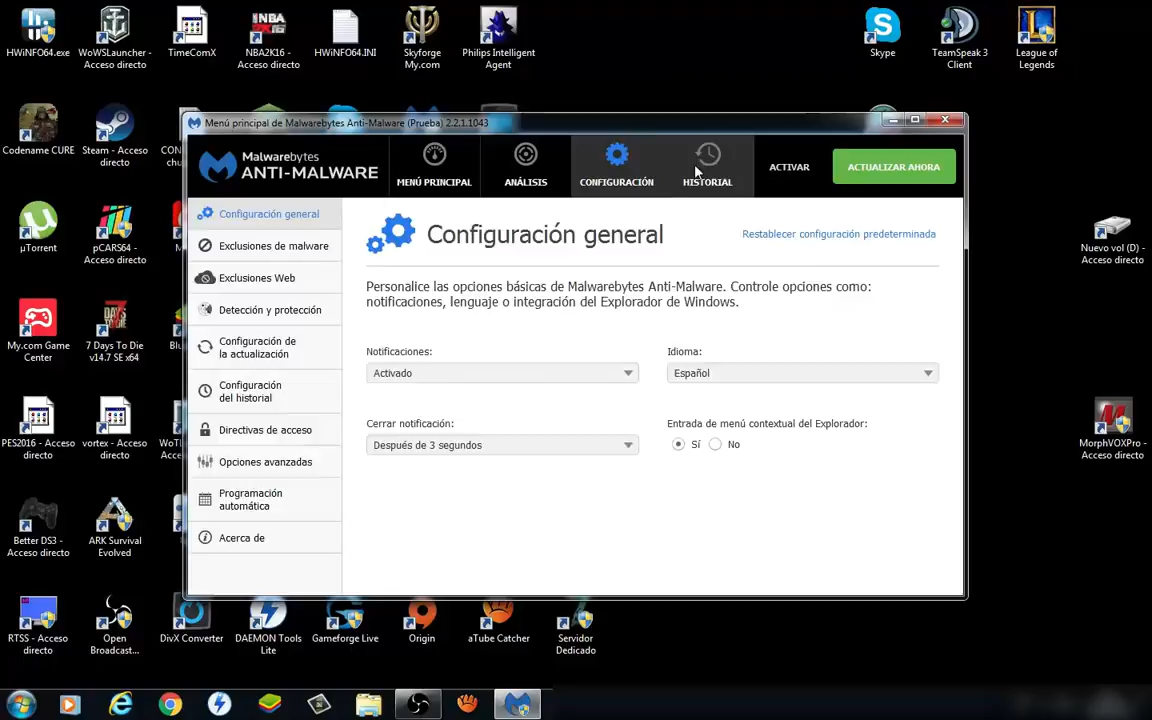 HWiNFO64.exe
WoWSLauncher -
Acceso directo
TimeComX
NBA2K16 -
Acceso directo
HWiNFO64.INI
Skyforge
My.com
Philips Intelligent
Agent
Skype
TeamSpeak 3
Client
League of
Legends
Codename CURE
Steam - Acceso
directo
Menú principal de Malwarebytes Anti-Malware (Prueba) 2.2.1.1043
Malwarebytes
ANTI-MALWARE
MENÚ PRINCIPAL
ANÁLISIS
CONFIGURACIÓN
HISTORIAL
ACTIVAR
ACTUALIZAR AHORA
µTorrent
pCARS64 -
Acceso directo
Nuevo vol (D) -
Acceso directo
My.com Game
Center
7 Days To Die
v14.7 SE x64
PES2016 - Acceso
directo
vortex - Acceso
directo
MorphVOXPro -
Acceso directo
Better DS3 -
Acceso directo
ARK Survival
Evolved
Configuración general
Exclusiones de malware
Exclusiones Web
Detección y protección
Configuración de
la actualización
Configuración
del historial
Directivas de acceso
Opciones avanzadas
Programación
automática
Acerca de
Configuración general
Restablecer configuración predeterminada
Personalice las opciones básicas de Malwarebytes Anti-Malware. Controle opciones como:
notificaciones, lenguaje o integración del Explorador de Windows.
Notificaciones:
Activado
Idioma:
Español
Cerrar notificación:
Después de 3 segundos
Entrada de menú contextual del Explorador:
Sí
No
RTSS - Acceso
directo
Open
Broadcast...
DivX Converter
DAEMON Tools
Lite
Gameforge Live
Origin
aTube Catcher
Servidor
Dedicado